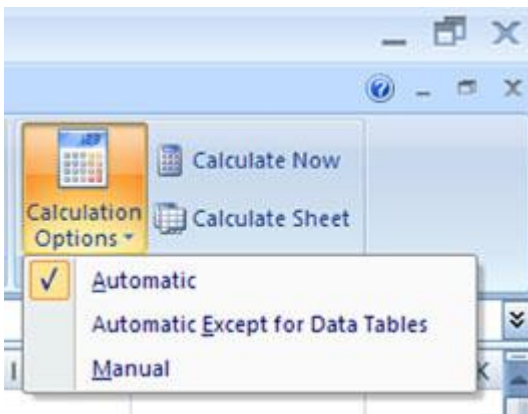 Calculate Now
Calculation
Options
Calculate Sheet
Automatic
Automatic Except for Data Tables
Manual
I
K